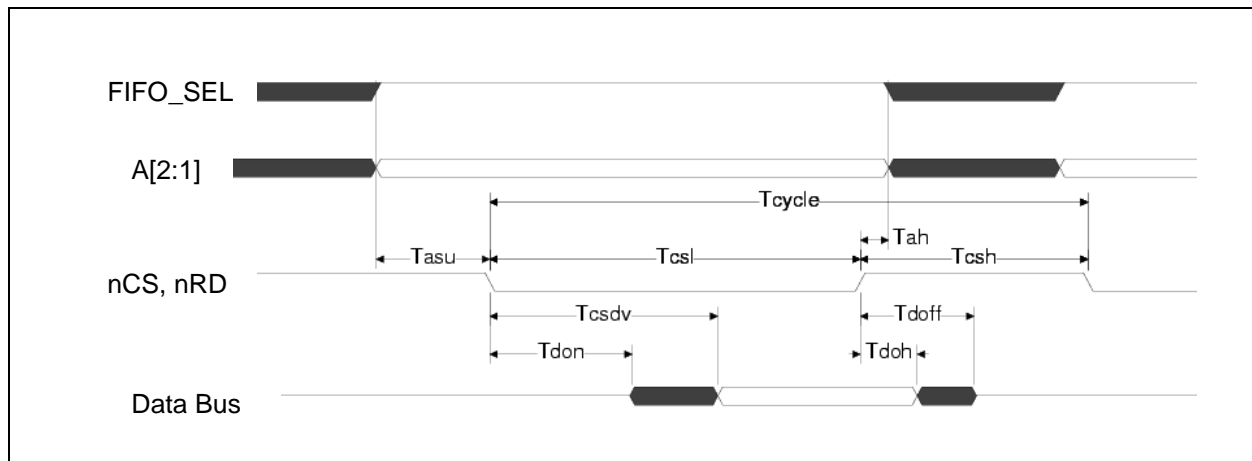 FIFO_SEL
A[2:1]
Tcycle
Tah
Tasu
Tcsl
Tcsh
nCS, nRD
Tcsdv
Tdoff
Tdon
Tdoh
Data Bus